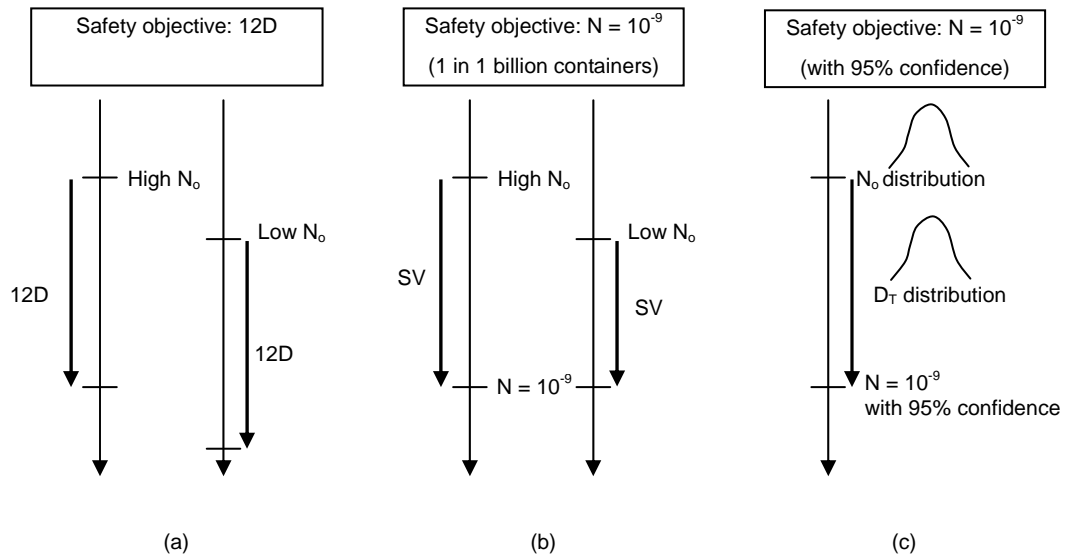 Safety objective: 12D
Safety objective: N = 10⁻⁹
(1 in 1 billion containers)
Safety objective: N = 10⁻⁹
(with 95% confidence)
High Nₒ
Low Nₒ
12D
12D
High Nₒ
Low Nₒ
SV
SV
N = 10⁻⁹
Nₒ distribution
D_T distribution
N = 10⁻⁹
with 95% confidence
(a)
(b)
(c)